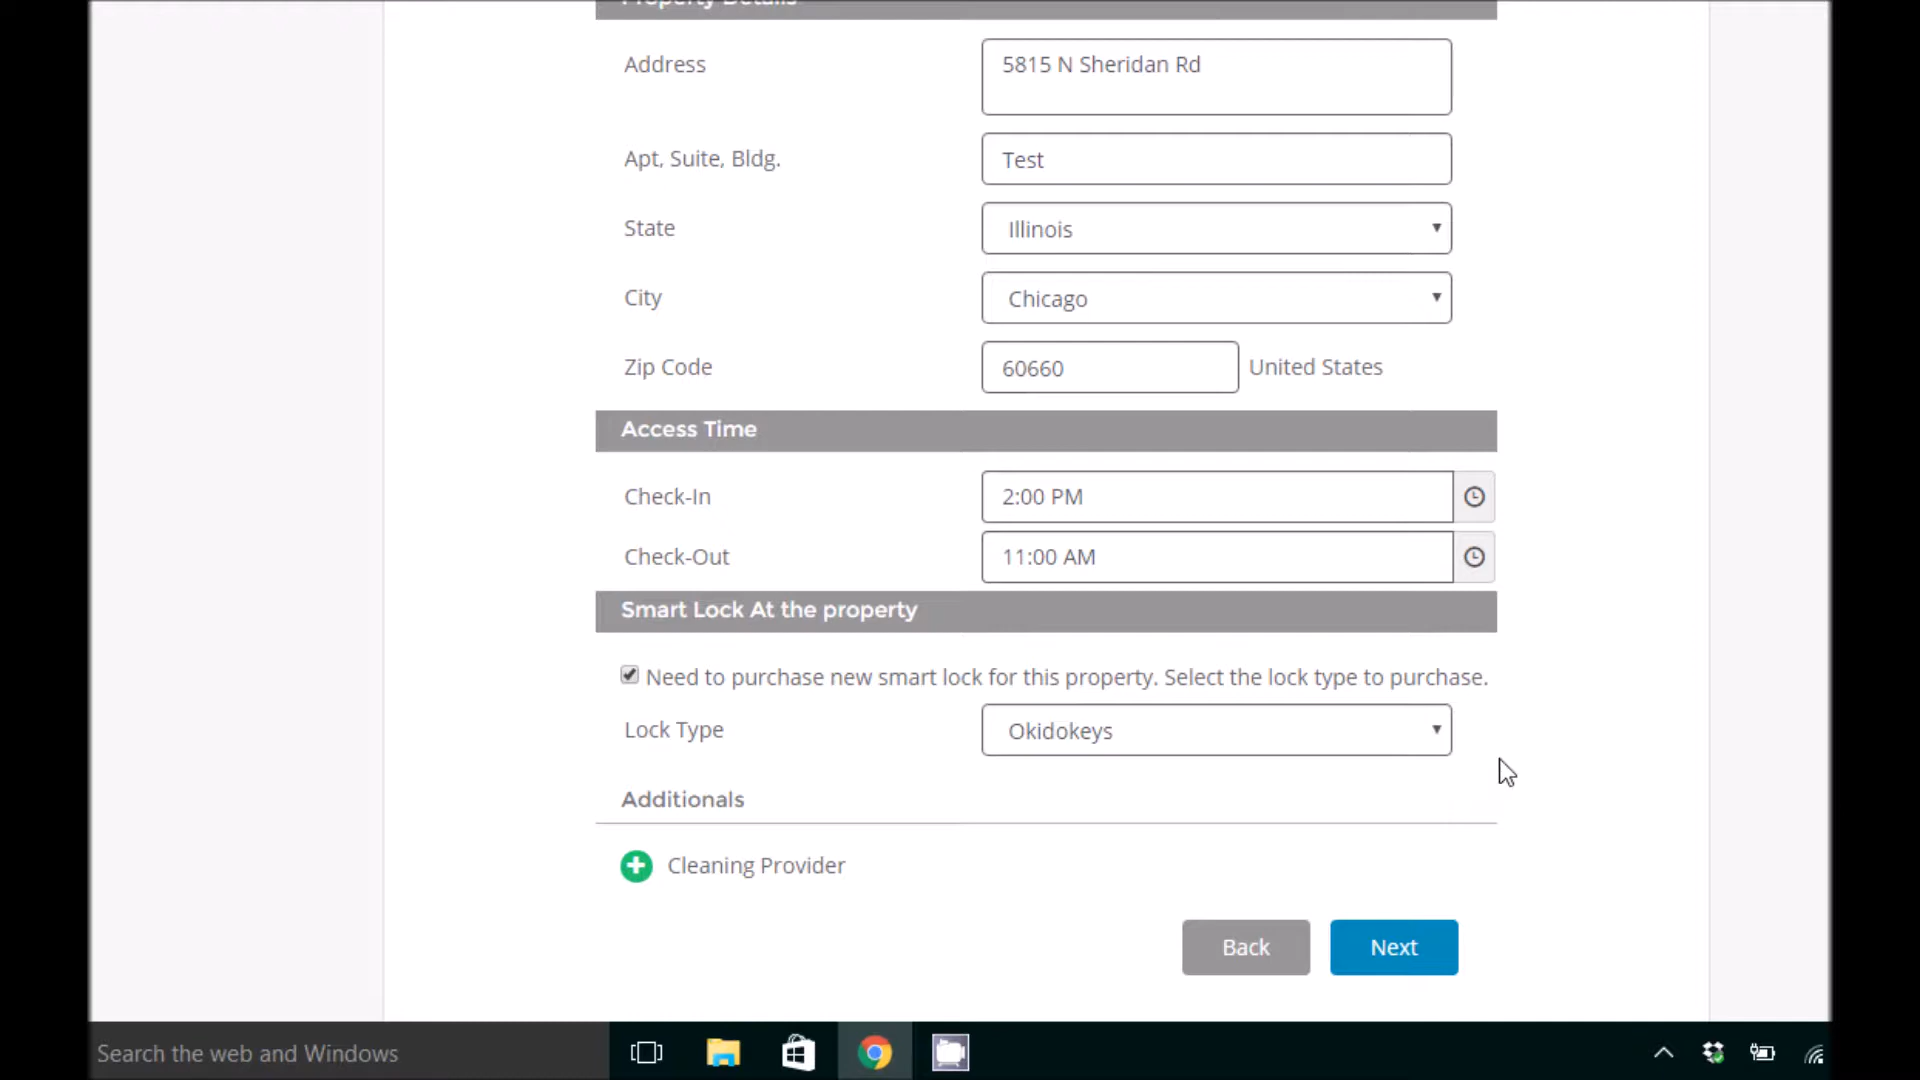 Property Details
Address
5815 N Sheridan Rd
Apt, Suite, Bldg.
Test
State
Illinois
City
Chicago
Zip Code
60660
United States
Access Time
Check-In
2:00 PM
Check-Out
11:00 AM
Smart Lock At the property
Need to purchase new smart lock for this property. Select the lock type to purchase.
Lock Type
Okidokeys
Additionals
Cleaning Provider
Back
Next
Search the web and Windows